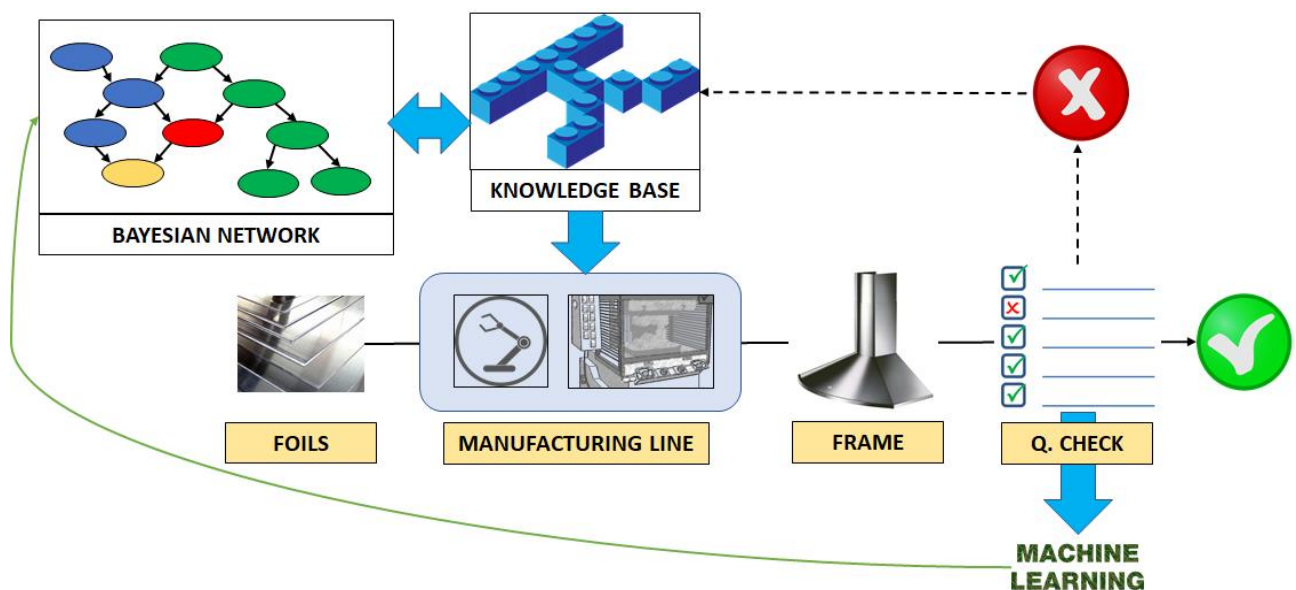 KNOWLEDGE BASE
BAYESIAN NETWORK
FOILS
MANUFACTURING LINE
FRAME
Q. CHECK
MACHINE
LEARNING